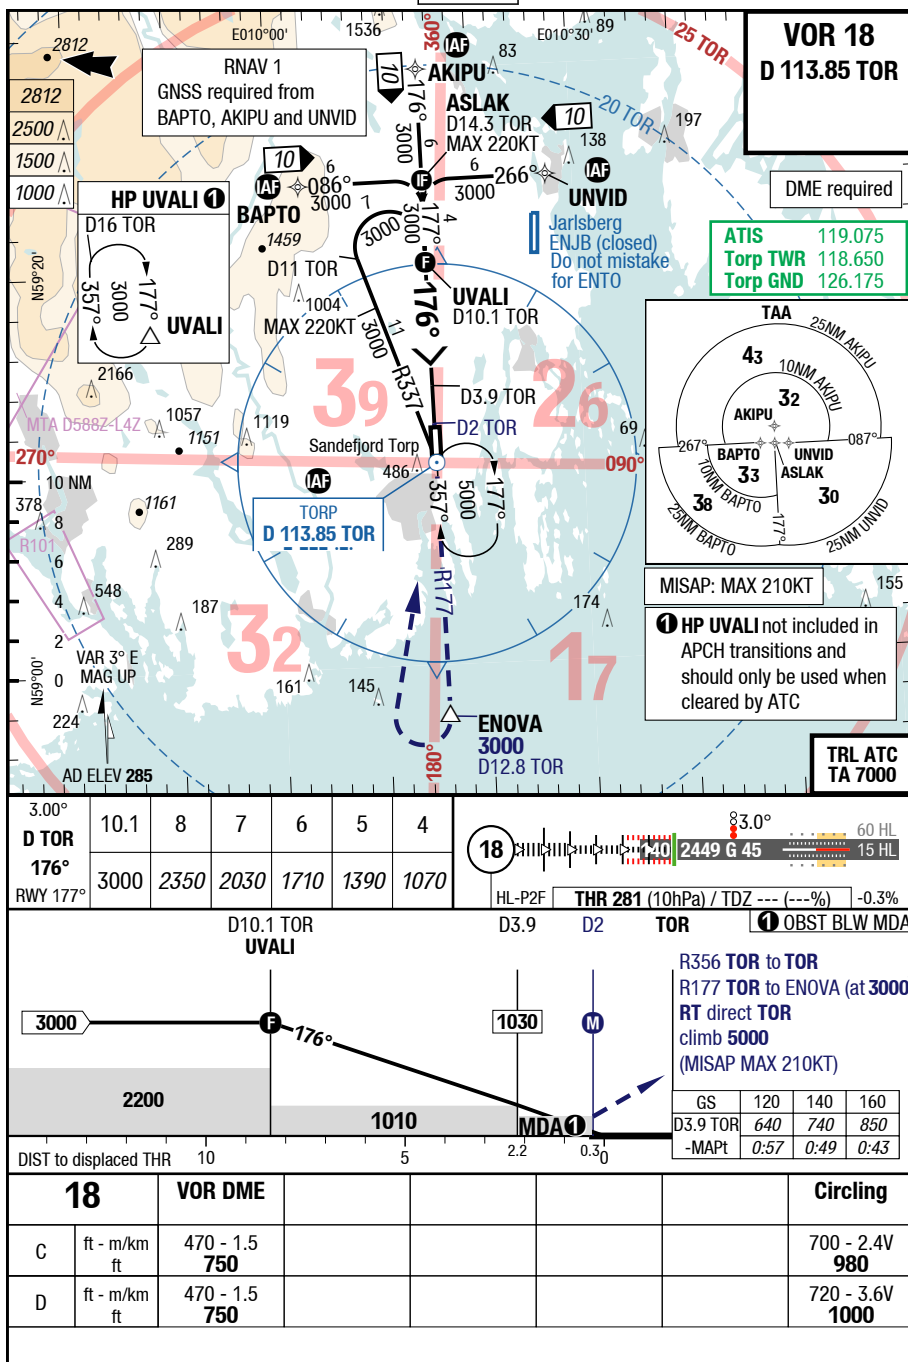 VOR 18
D 113.85 TOR
DME required
ATIS 119.075
Torp TWR 118.650
Torp GND 126.175
E010°00'
E010°30'
1536
360°
89
25 TOR
2812
2812
2500
1500
1000
RNAV 1
GNSS required from
BAPTO, AKIPU and UNVID
IAF
83
AKIPU
10
176°
3000
9
ASLAK
D14.3 TOR
MAX 220KT
20 TOR
10
197
138
10
6
IAF
086°
3000
BAPTO
IF
6
266°
3000
IAF
UNVID
HP UVALI 1
D16 TOR
357°
3000
177°
UVALI
N59°20'
1459
D11 TOR
7
3000
3000
177°
4
Jarlsberg
ENJB (closed)
Do not mistake
for ENTO
F
UVALI
D10.1 TOR
1004
MAX 220KT
11
3000
R337
176°
2166
39
26
D3.9 TOR
D2 TOR
MTA D588Z-L4Z
1057
1151
1119
Sandefjord Torp
486
69
270°
090°
10 NM
IAF
TORP
D 113.85 TOR
357°
5000
177°
378
8
1161
R101
6
289
4
548
187
2
R177
174
155
32
17
VAR 3° E
MAG UP
N59°00'
0
161
145
224
ENOVA
3000
D12.8 TOR
180°
AD ELEV 285
TAA
25NM AKIPU
43
10NM AKIPU
32
AKIPU
267°
087°
BAPTO
UNVID
ASLAK
33
10NM BAPTO
38
30
177°
25NM BAPTO
25NM UNVID
MISAP: MAX 210KT
1 HP UVALI not included in
APCH transitions and
should only be used when
cleared by ATC
TRL ATC
TA 7000
3.00°
D TOR 10.1 8 7 6 5 4
176° 3000 2350 2030 1710 1390 1070
RWY 177°
18
140
2449 G 45
3.0°
60 HL
15 HL
HL-P2F
THR 281 (10hPa) / TDZ --- (---%)
-0.3%
D10.1 TOR
UVALI
D3.9
D2
TOR
1 OBST BLW MDA
3000
F
176°
1030
M
2200
1010
MDA 1
R356 TOR to TOR
R177 TOR to ENOVA (at 3000
RT direct TOR
climb 5000
(MISAP MAX 210KT)
GS 120 140 160
D3.9 TOR 640 740 850
-MAPt 0:57 0:49 0:43
DIST to displaced THR 10 5 2.2 0.3 0
18 VOR DME Circling
C ft - m/km 470 - 1.5 700 - 2.4V
ft 750 980
D ft - m/km 470 - 1.5 720 - 3.6V
ft 750 1000